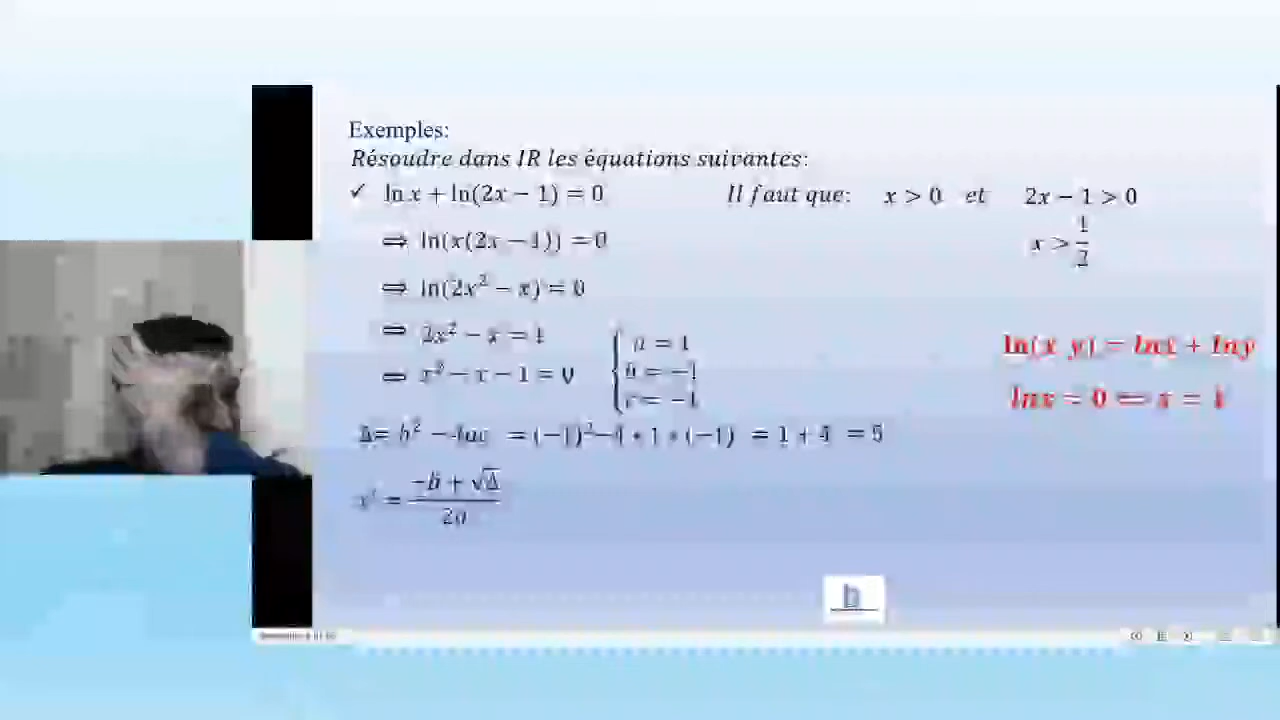 Exemples:
Résoudre dans IR les équations suivantes:
✓ ln x + ln(2x − 1) = 0 Il faut que: x > 0 et 2x − 1 > 0
x > 1/2
⟹ ln(x(2x − 1)) = 0
⟹ ln(2x² − x) = 0
⟹ 2x² − x = 1
⟹ x² − x − 1 = 0
{ a = 1
b = −1
c = −1
ln(x y) = lnx + lny
lnx = 0 ⟺ x = 1
Δ= b² − 4ac = (−1)²−4 * 1 * (−1) = 1 + 4 = 5
x' = (−b + √Δ)/2a
b